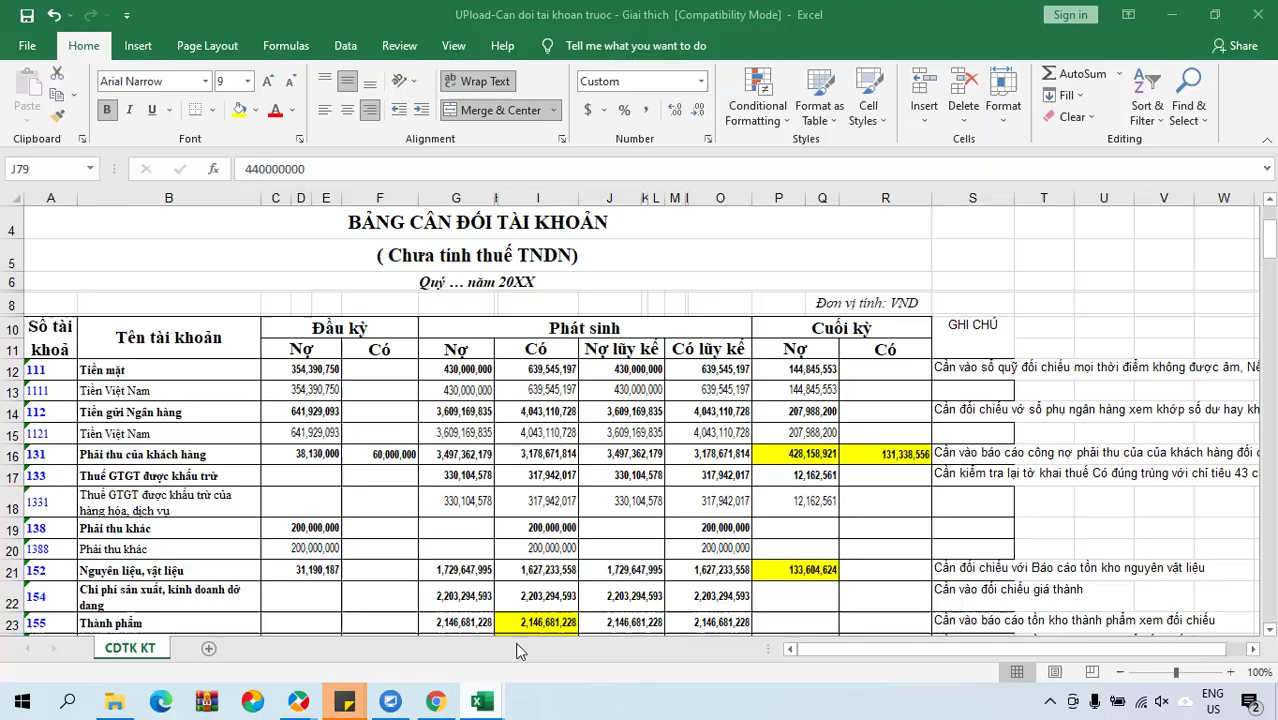 UPload-Can doi tai khoan truoc - Giai thich [Compatibility Mode] - Excel
Sign in
File Home Insert Page Layout Formulas Data Review View Help Tell me what you want to do Share
Paste
Arial Narrow 9
B I U
Wrap Text
Merge & Center
Custom
$ % ,
Conditional Formatting
Format as Table
Cell Styles
Insert Delete Format
AutoSum
Fill
Clear
Sort & Filter
Find & Select
Clipboard Font Alignment Number Styles Cells Editing
J79 fx 440000000
A B C D E F G I J K L M O P Q R S T U V W
4 BẢNG CÂN ĐỐI TÀI KHOẢN
5 ( Chưa tính thuế TNDN)
6 Quý … năm 20XX
8 Đơn vị tính: VND
10 Số tài Tên tài khoản Đầu kỳ Phát sinh Cuối kỳ GHI CHÚ
11 khoả Nợ Có Nợ Có Nợ lũy kế Có lũy kế Nợ Có
12 111 Tiền mặt 354,390,750 430,000,000 639,545,197 430,000,000 639,545,197 144,845,553 Cần vào sổ quỹ đối chiếu mọi thời điểm không được âm, Nế
13 1111 Tiền Việt Nam 354,390,750 430,000,000 639,545,197 430,000,000 639,545,197 144,845,553
14 112 Tiền gửi Ngân hàng 641,929,093 3,609,169,835 4,043,110,728 3,609,169,835 4,043,110,728 207,988,200 Cần đối chiếu vớ sổ phụ ngân hàng xem khớp số dư hay kh
15 1121 Tiền Việt Nam 641,929,093 3,609,169,835 4,043,110,728 3,609,169,835 4,043,110,728 207,988,200
16 131 Phải thu của khách hàng 38,130,000 60,000,000 3,497,362,179 3,178,671,814 3,497,362,179 3,178,671,814 428,158,921 131,338,556 Cần vào báo cáo công nợ phải thu của của khách hàng đối c
17 133 Thuế GTGT được khấu trừ 330,104,578 317,942,017 330,104,578 317,942,017 12,162,561 Cần kiểm tra lại tờ khai thuế Có đúng trùng với chỉ tiêu 43 c
18 1331 Thuế GTGT được khấu trừ của hàng hóa, dịch vụ 330,104,578 317,942,017 330,104,578 317,942,017 12,162,561
19 138 Phải thu khác 200,000,000 200,000,000 200,000,000
20 1388 Phải thu khác 200,000,000 200,000,000 200,000,000
21 152 Nguyên liệu, vật liệu 31,190,187 1,729,647,995 1,627,233,558 1,729,647,995 1,627,233,558 133,604,624 Cần đối chiếu với Báo cáo tồn kho nguyên vật liệu
22 154 Chi phí sản xuất, kinh doanh dở dang 2,203,294,593 2,203,294,593 2,203,294,593 2,203,294,593 Cần vào đối chiếu giá thành
23 155 Thành phẩm 2,146,681,228 2,146,681,228 2,146,681,228 2,146,681,228 Cần vào báo cáo tồn kho thành phẩm xem đối chiếu
CDTK KT
100%
ENG
US
2